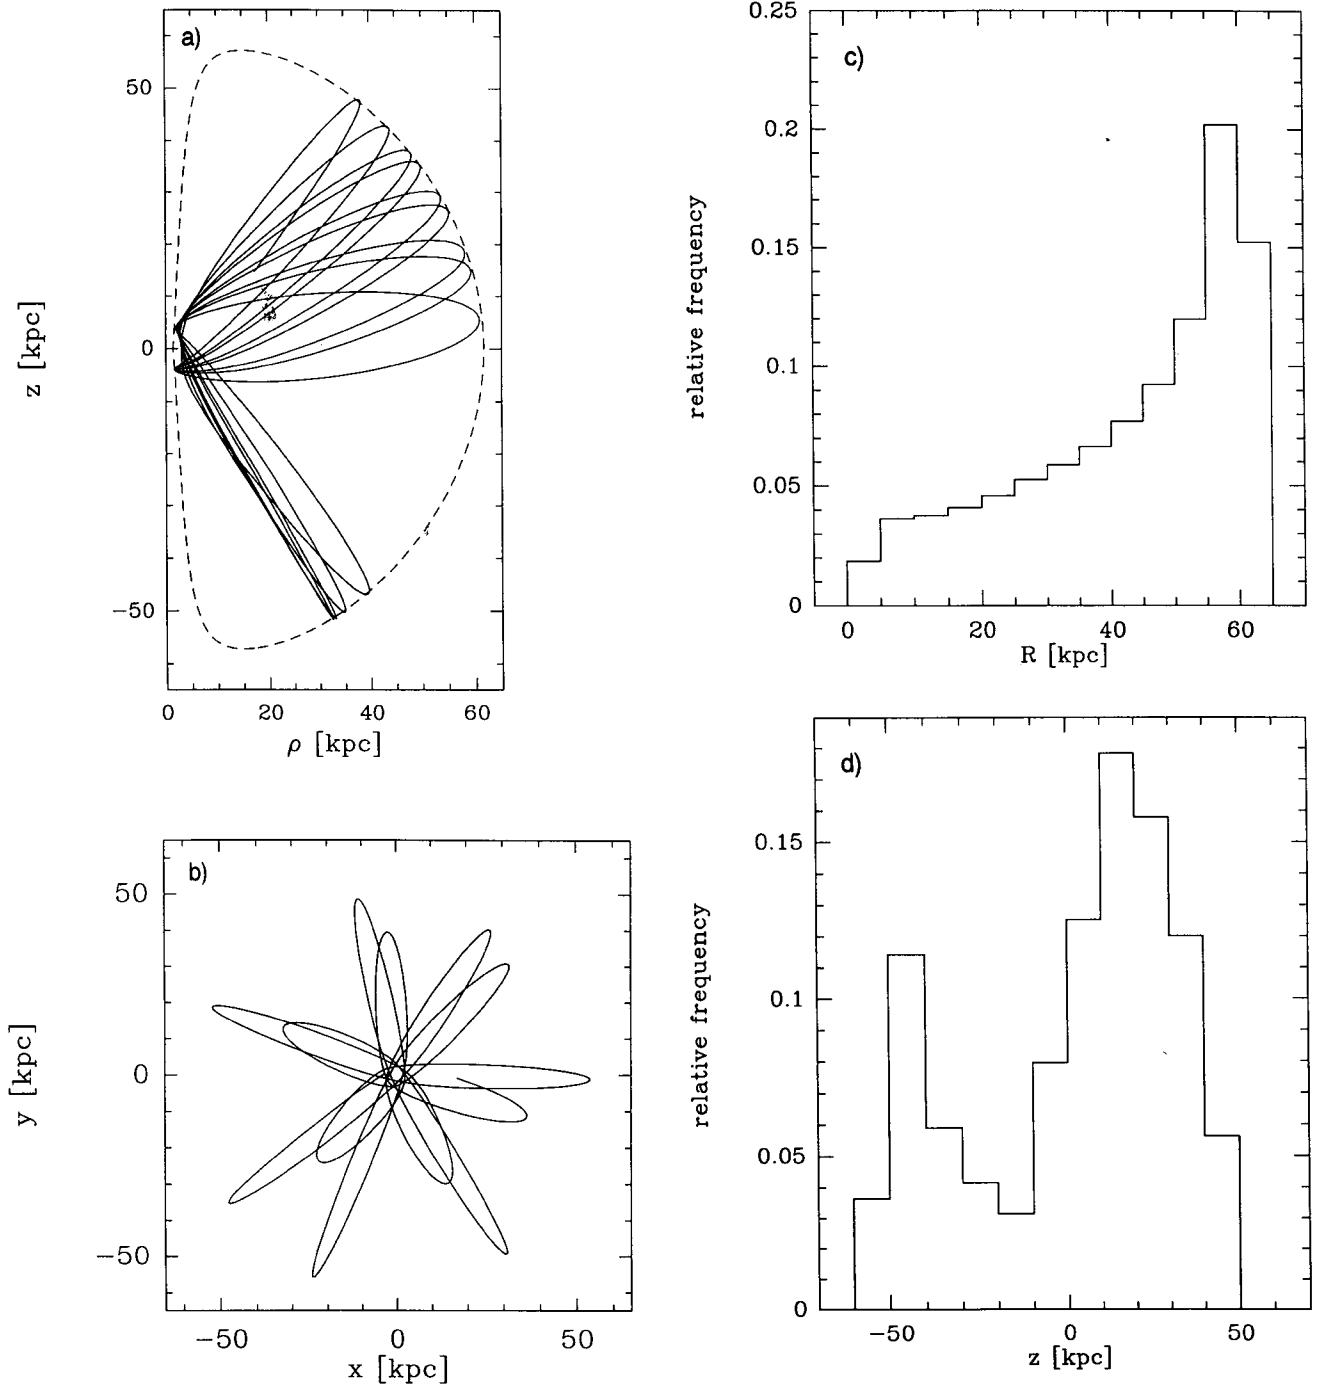 a)
50
0
−50
z [kpc]
0 20 40 60
ρ [kpc]
b)
50
0
−50
y [kpc]
−50 0 50
x [kpc]
c)
0.25
0.2
0.15
0.1
0.05
0
relative frequency
0 20 40 60
R [kpc]
d)
0.15
0.1
0.05
0
relative frequency
−50 0 50
z [kpc]